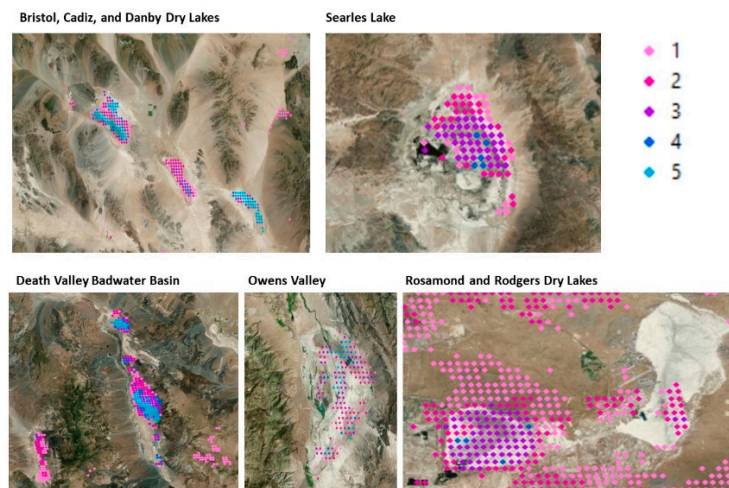 Bristol, Cadiz, and Danby Dry Lakes
Searles Lake
1
2
3
4
5
Death Valley Badwater Basin
Owens Valley
Rosamond and Rodgers Dry Lakes